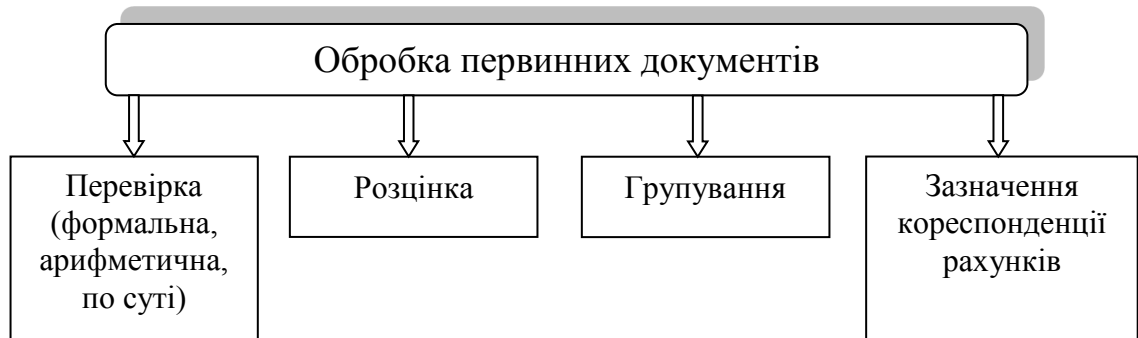 Обробка первинних документів
Перевірка
(формальна,
арифметична,
по суті)
Розцінка
Групування
Зазначення
кореспонденції
рахунків